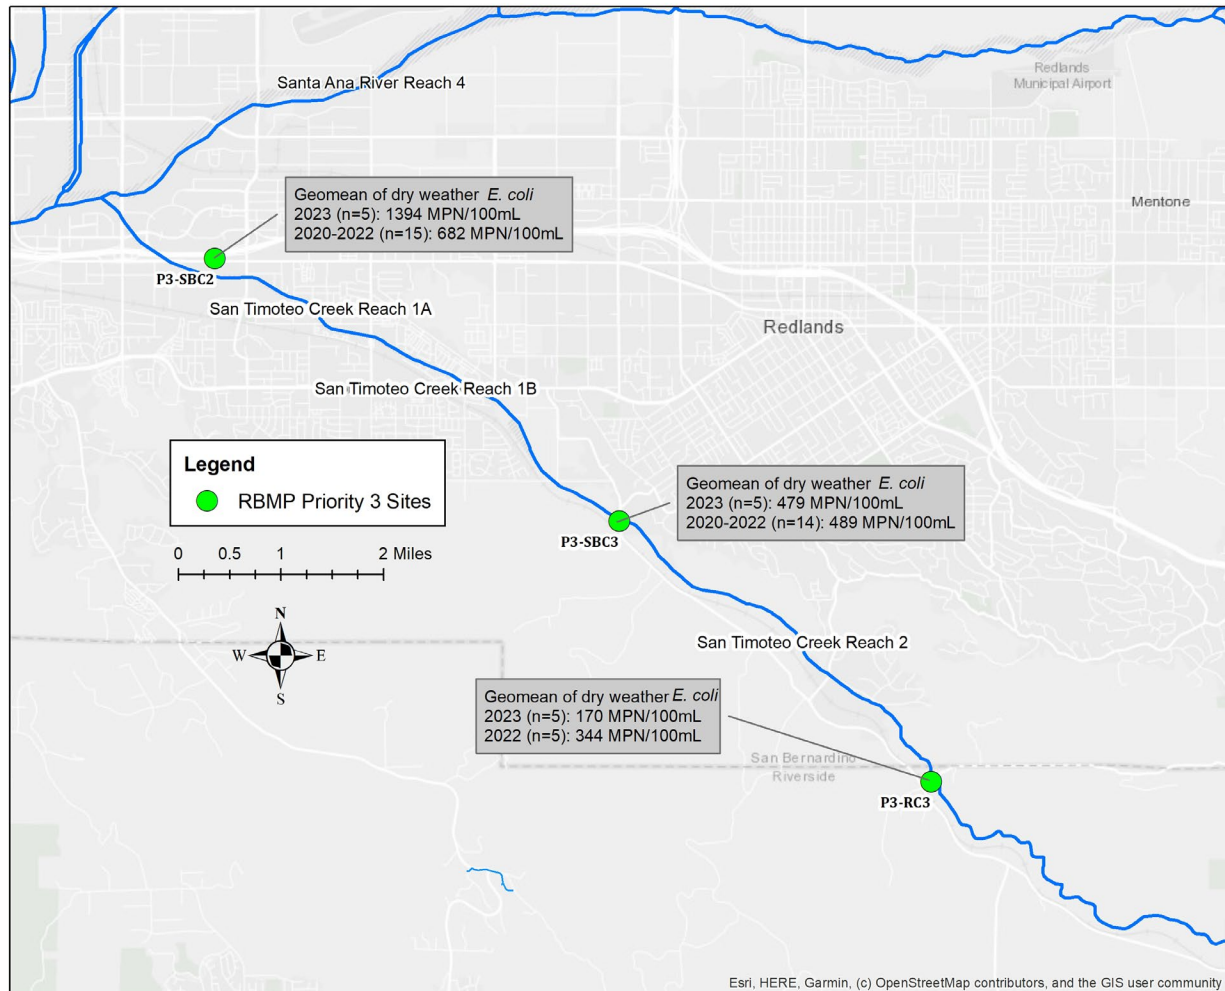 Santa Ana River Reach 4
Redlands
Municipal Airport
Mentone
Geomean of dry weather E. coli
2023 (n=5): 1394 MPN/100mL
2020-2022 (n=15): 682 MPN/100mL
P3-SBC2
San Timoteo Creek Reach 1A
Redlands
San Timoteo Creek Reach 1B
Legend
RBMP Priority 3 Sites
0 0.5 1 2 Miles
Geomean of dry weather E. coli
2023 (n=5): 479 MPN/100mL
2020-2022 (n=14): 489 MPN/100mL
P3-SBC3
N
W E
S
San Timoteo Creek Reach 2
Geomean of dry weather E. coli
2023 (n=5): 170 MPN/100mL
2022 (n=5): 344 MPN/100mL
San Bernardino
Riverside
P3-RC3
Esri, HERE, Garmin, (c) OpenStreetMap contributors, and the GIS user community